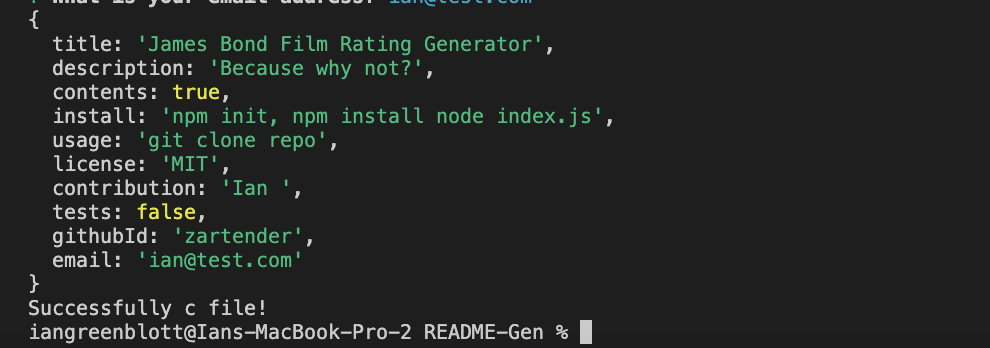 ? What is your email address? ian@test.com
{
  title: 'James Bond Film Rating Generator',
  description: 'Because why not?',
  contents: true,
  install: 'npm init, npm install node index.js',
  usage: 'git clone repo',
  license: 'MIT',
  contribution: 'Ian ',
  tests: false,
  githubId: 'zartender',
  email: 'ian@test.com'
}
Successfully c file!
iangreenblott@Ians-MacBook-Pro-2 README-Gen %